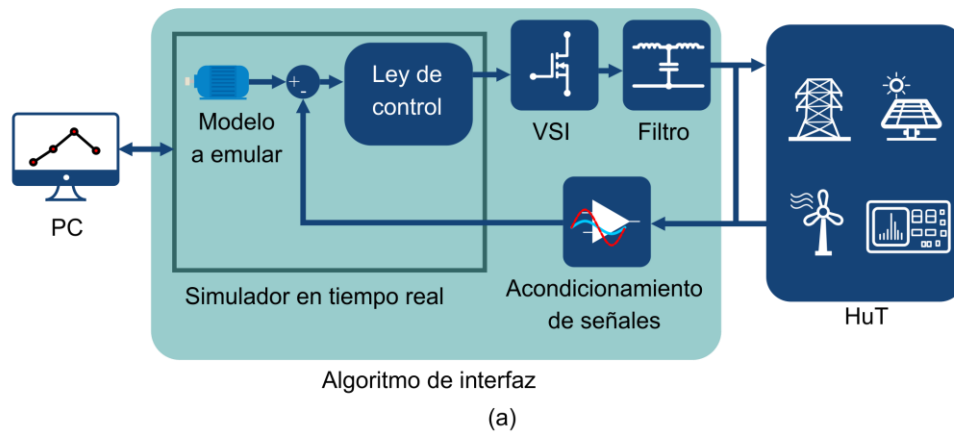 Ley de
control
Modelo
a emular
VSI
Filtro
PC
Simulador en tiempo real
Acondicionamiento
de señales
HuT
Algoritmo de interfaz
(a)